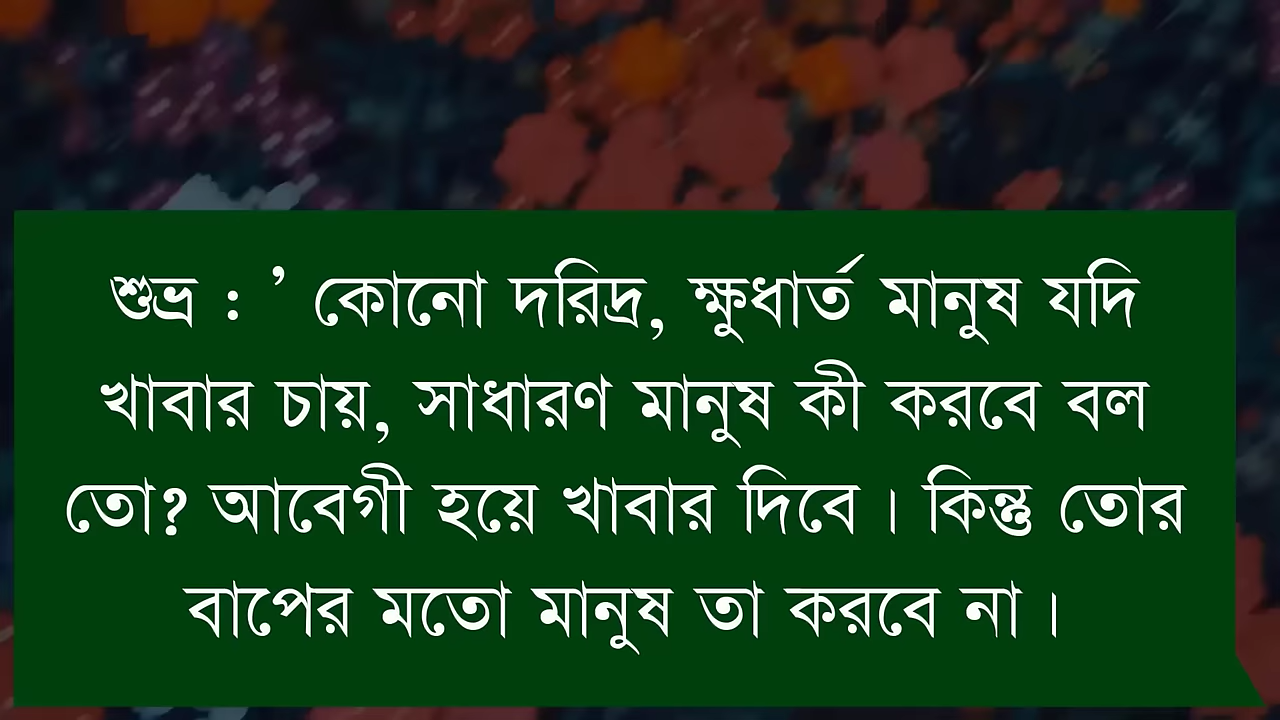 শুভ্র : ’ কোনো দরিদ্র, ক্ষুধার্ত মানুষ যদি
খাবার চায়, সাধারণ মানুষ কী করবে বল
তো? আবেগী হয়ে খাবার দিবে । কিন্তু তোর
বাপের মতো মানুষ তা করবে না ।